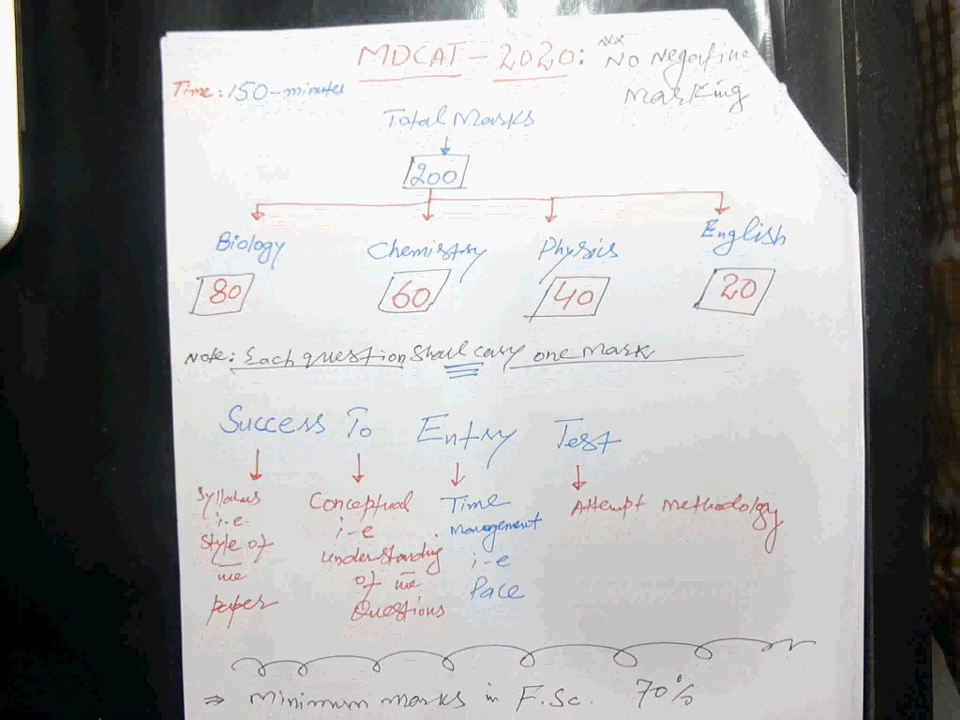 MDCAT-2020:
No Negative
Marking
Time: 150-minutes
Total Marks
200
Biology Chemistry Physics English
80 60 40 20
Note: Each question Shall cary one mark
Success To Entry Test
Syllabus
i-e
style of
the
paper
Conceptual
i-e
understanding
of the
Questions
Time
Management
i-e
Pace
Attempt methodology
⇒ Minimum marks in F.Sc. 70%